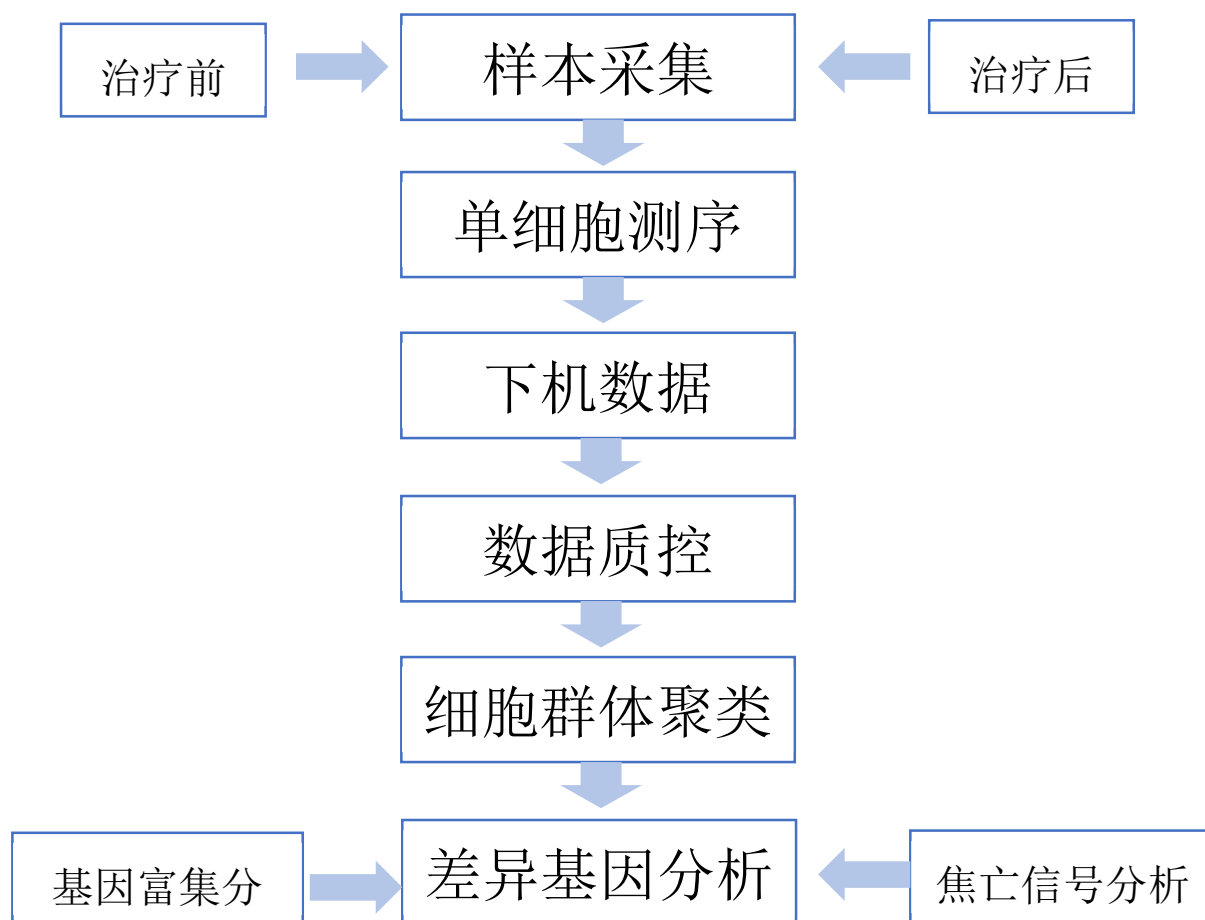 治疗前
样本采集
治疗后
单细胞测序
下机数据
数据质控
细胞群体聚类
基因富集分
差异基因分析
焦亡信号分析